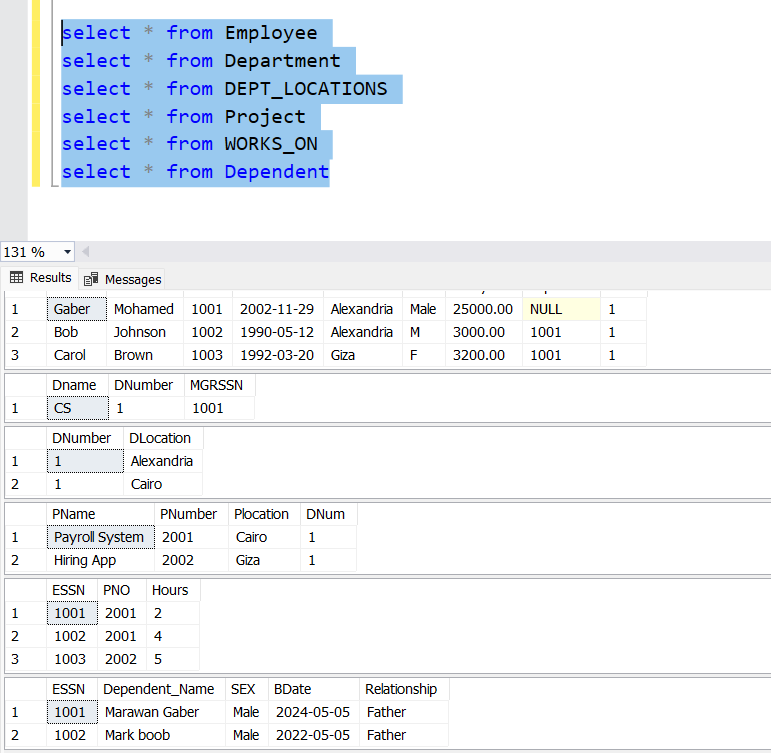 select * from Employee
select * from Department
select * from DEPT_LOCATIONS
select * from Project
select * from WORKS_ON
select * from Dependent
131 %
Results Messages
1 Gaber Mohamed 1001 2002-11-29 Alexandria Male 25000.00 NULL 1
2 Bob Johnson 1002 1990-05-12 Alexandria M 3000.00 1001 1
3 Carol Brown 1003 1992-03-20 Giza F 3200.00 1001 1
Dname DNumber MGRSSN
1 CS 1 1001
DNumber DLocation
1 1 Alexandria
2 1 Cairo
PName PNumber Plocation DNum
1 Payroll System 2001 Cairo 1
2 Hiring App 2002 Giza 1
ESSN PNO Hours
1 1001 2001 2
2 1002 2001 4
3 1003 2002 5
ESSN Dependent_Name SEX BDate Relationship
1 1001 Marawan Gaber Male 2024-05-05 Father
2 1002 Mark boob Male 2022-05-05 Father